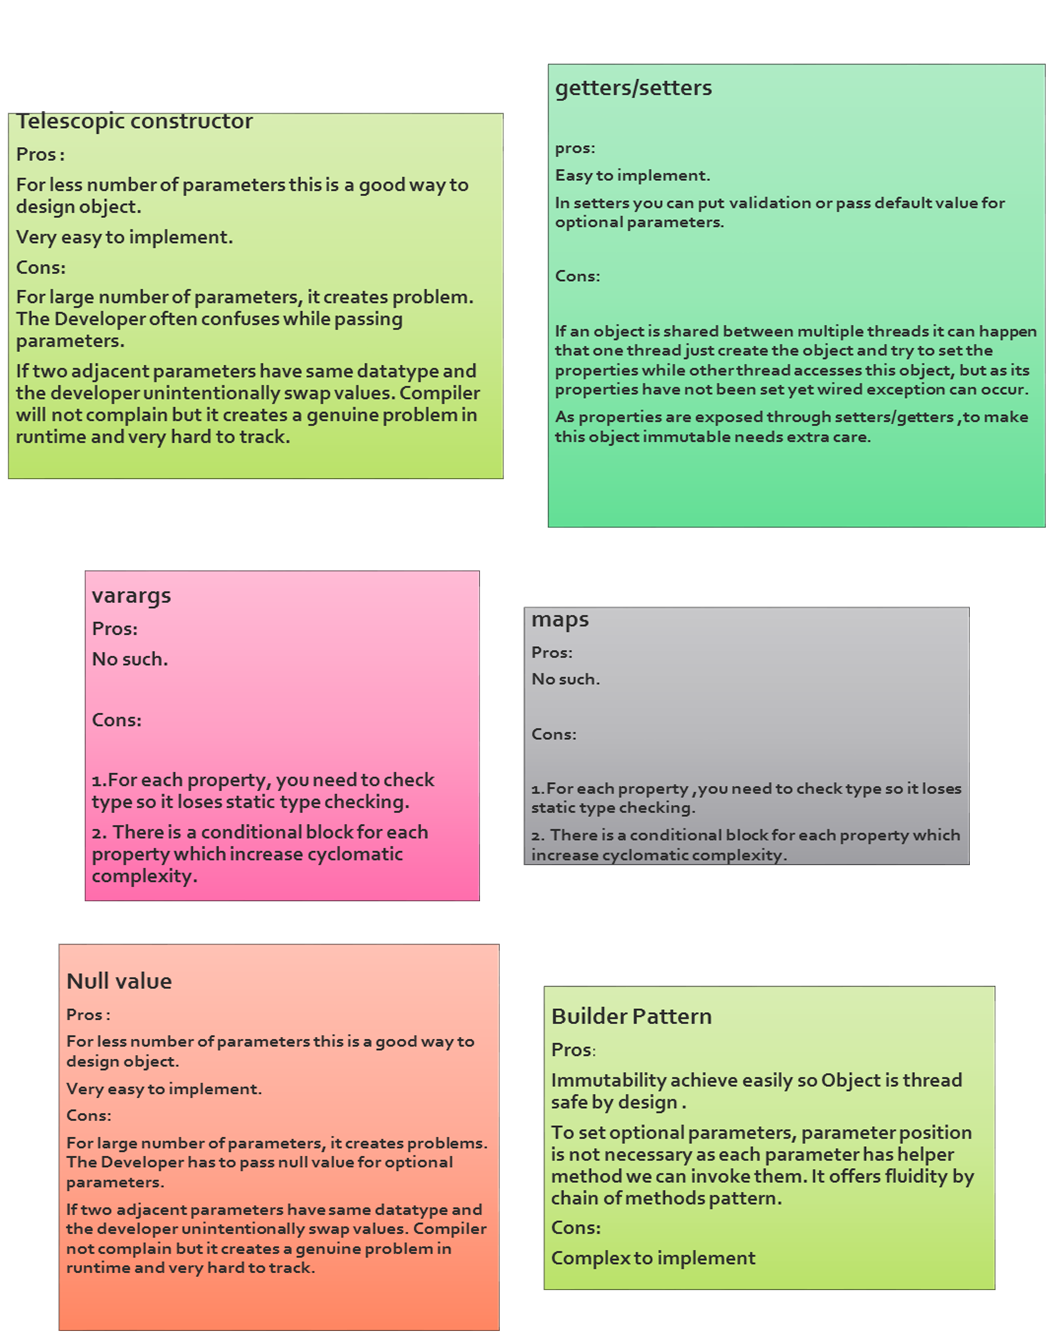 Telescopic constructor
Pros :
For less number of parameters this is a good way to
design object.
Very easy to implement.
Cons:
For large number of parameters, it creates problem.
The Developer often confuses while passing
parameters.
If two adjacent parameters have same datatype and
the developer unintentionally swap values. Compiler
will not complain but it creates a genuine problem in
runtime and very hard to track.
getters/setters
pros:
Easy to implement.
In setters you can put validation or pass default value for
optional parameters.
Cons:
If an object is shared between multiple threads it can happen
that one thread just create the object and try to set the
properties while other thread accesses this object, but as its
properties have not been set yet wired exception can occur.
As properties are exposed through setters/getters ,to make
this object immutable needs extra care.
varargs
Pros:
No such.
Cons:
1.For each property, you need to check
type so it loses static type checking.
2. There is a conditional block for each
property which increase cyclomatic
complexity.
maps
Pros:
No such.
Cons:
1.For each property ,you need to check type so it loses
static type checking.
2. There is a conditional block for each property which
increase cyclomatic complexity.
Null value
Pros :
For less number of parameters this is a good way to
design object.
Very easy to implement.
Cons:
For large number of parameters, it creates problems.
The Developer has to pass null value for optional
parameters.
If two adjacent parameters have same datatype and
the developer unintentionally swap values. Compiler
not complain but it creates a genuine problem in
runtime and very hard to track.
Builder Pattern
Pros:
Immutability achieve easily so Object is thread
safe by design .
To set optional parameters, parameter position
is not necessary as each parameter has helper
method we can invoke them. It offers fluidity by
chain of methods pattern.
Cons:
Complex to implement